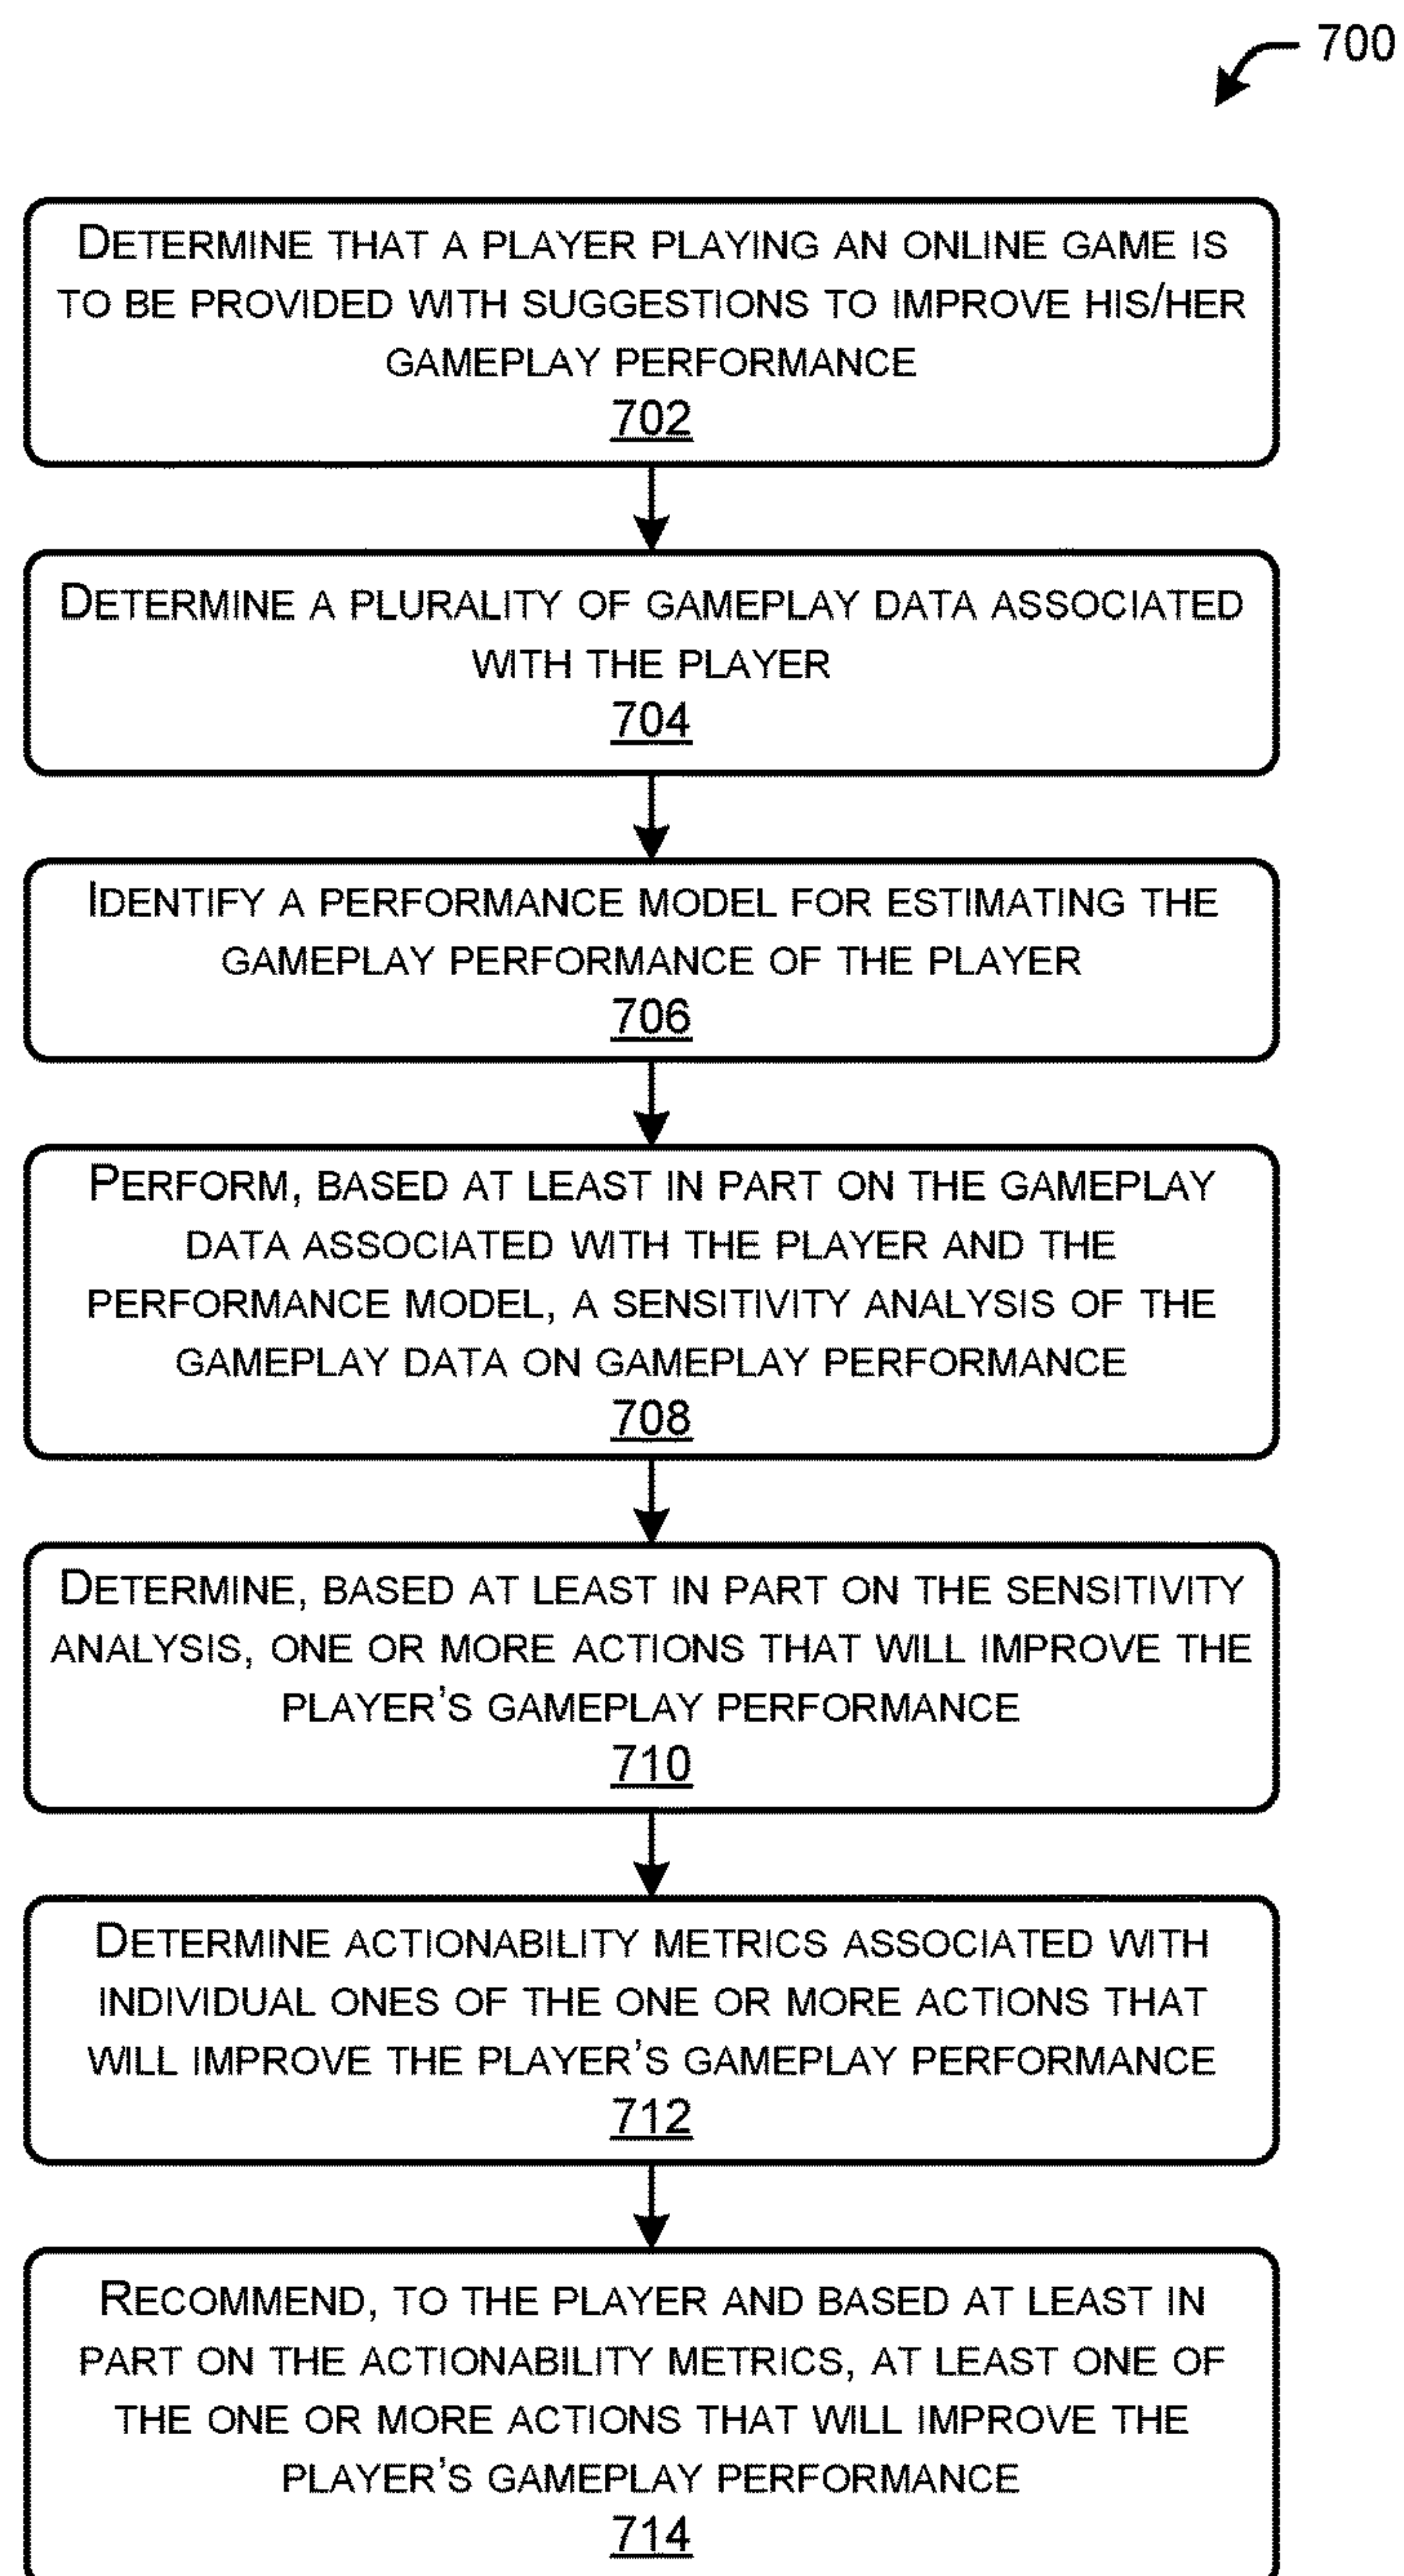 700
DETERMINE THAT A PLAYER PLAYING AN ONLINE GAME IS
TO BE PROVIDED WITH SUGGESTIONS TO IMPROVE HIS/HER
GAMEPLAY PERFORMANCE
702
DETERMINE A PLURALITY OF GAMEPLAY DATA ASSOCIATED
WITH THE PLAYER
704
IDENTIFY A PERFORMANCE MODEL FOR ESTIMATING THE
GAMEPLAY PERFORMANCE OF THE PLAYER
706
PERFORM, BASED AT LEAST IN PART ON THE GAMEPLAY
DATA ASSOCIATED WITH THE PLAYER AND THE
PERFORMANCE MODEL, A SENSITIVITY ANALYSIS OF THE
GAMEPLAY DATA ON GAMEPLAY PERFORMANCE
708
DETERMINE, BASED AT LEAST IN PART ON THE SENSITIVITY
ANALYSIS, ONE OR MORE ACTIONS THAT WILL IMPROVE THE
PLAYER'S GAMEPLAY PERFORMANCE
710
DETERMINE ACTIONABILITY METRICS ASSOCIATED WITH
INDIVIDUAL ONES OF THE ONE OR MORE ACTIONS THAT
WILL IMPROVE THE PLAYER'S GAMEPLAY PERFORMANCE
712
RECOMMEND, TO THE PLAYER AND BASED AT LEAST IN
PART ON THE ACTIONABILITY METRICS, AT LEAST ONE OF
THE ONE OR MORE ACTIONS THAT WILL IMPROVE THE
PLAYER'S GAMEPLAY PERFORMANCE
714